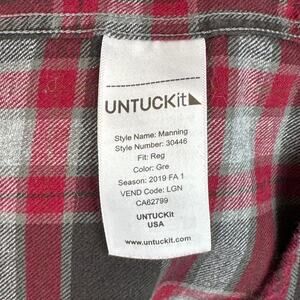 UNTUCKit
Style Name: Manning
Style Number: 30446
Fit: Reg
Color: Gre
Season: 2019 FA 1
VEND Code: LGN
CA62799
UNTUCKit
USA
www.untuckit.com